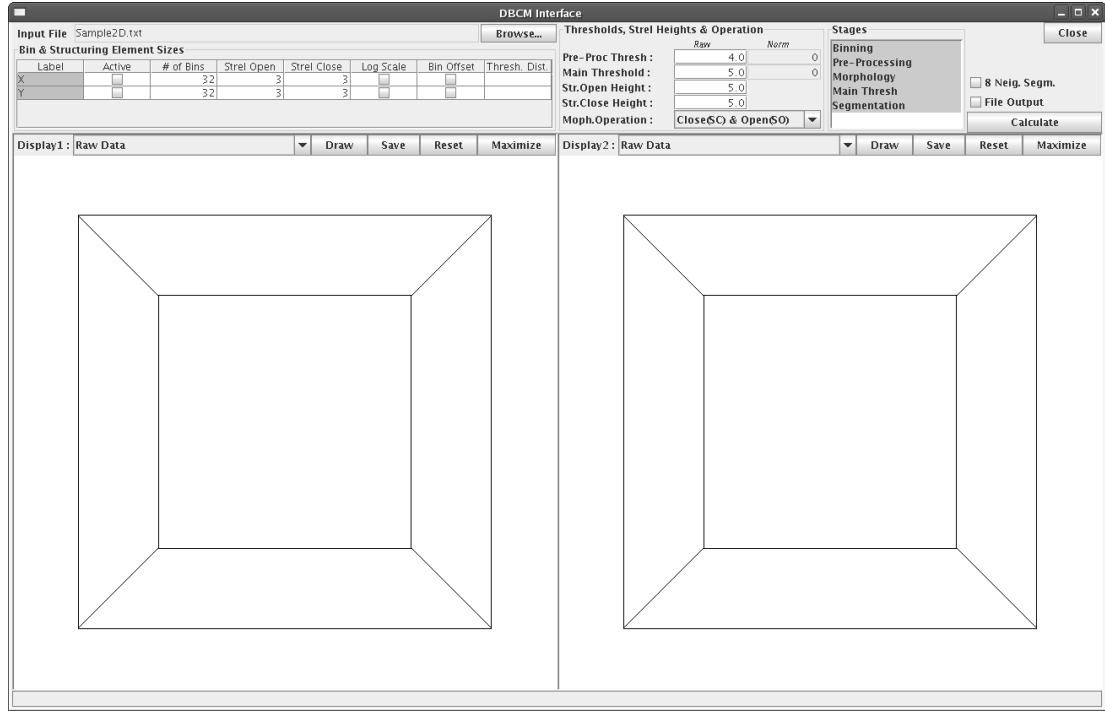 DBCM Interface
Input File Sample2D.txt Browse...
Bin & Structuring Element Sizes
Label Active # of Bins Strel Open Strel Close Log Scale Bin Offset Thresh. Dist.
X 32 3 3
Y 32 3 3
Thresholds, Strel Heights & Operation
Raw Norm
Pre-Proc Thresh : 4.0 0
Main Threshold : 5.0 0
Str.Open Height : 5.0
Str.Close Height : 5.0
Moph.Operation : Close(SC) & Open(SO)
Stages
Binning
Pre-Processing
Morphology
Main Thresh
Segmentation
Close
8 Neig. Segm.
File Output
Calculate
Display1 : Raw Data Draw Save Reset Maximize
Display2 : Raw Data Draw Save Reset Maximize